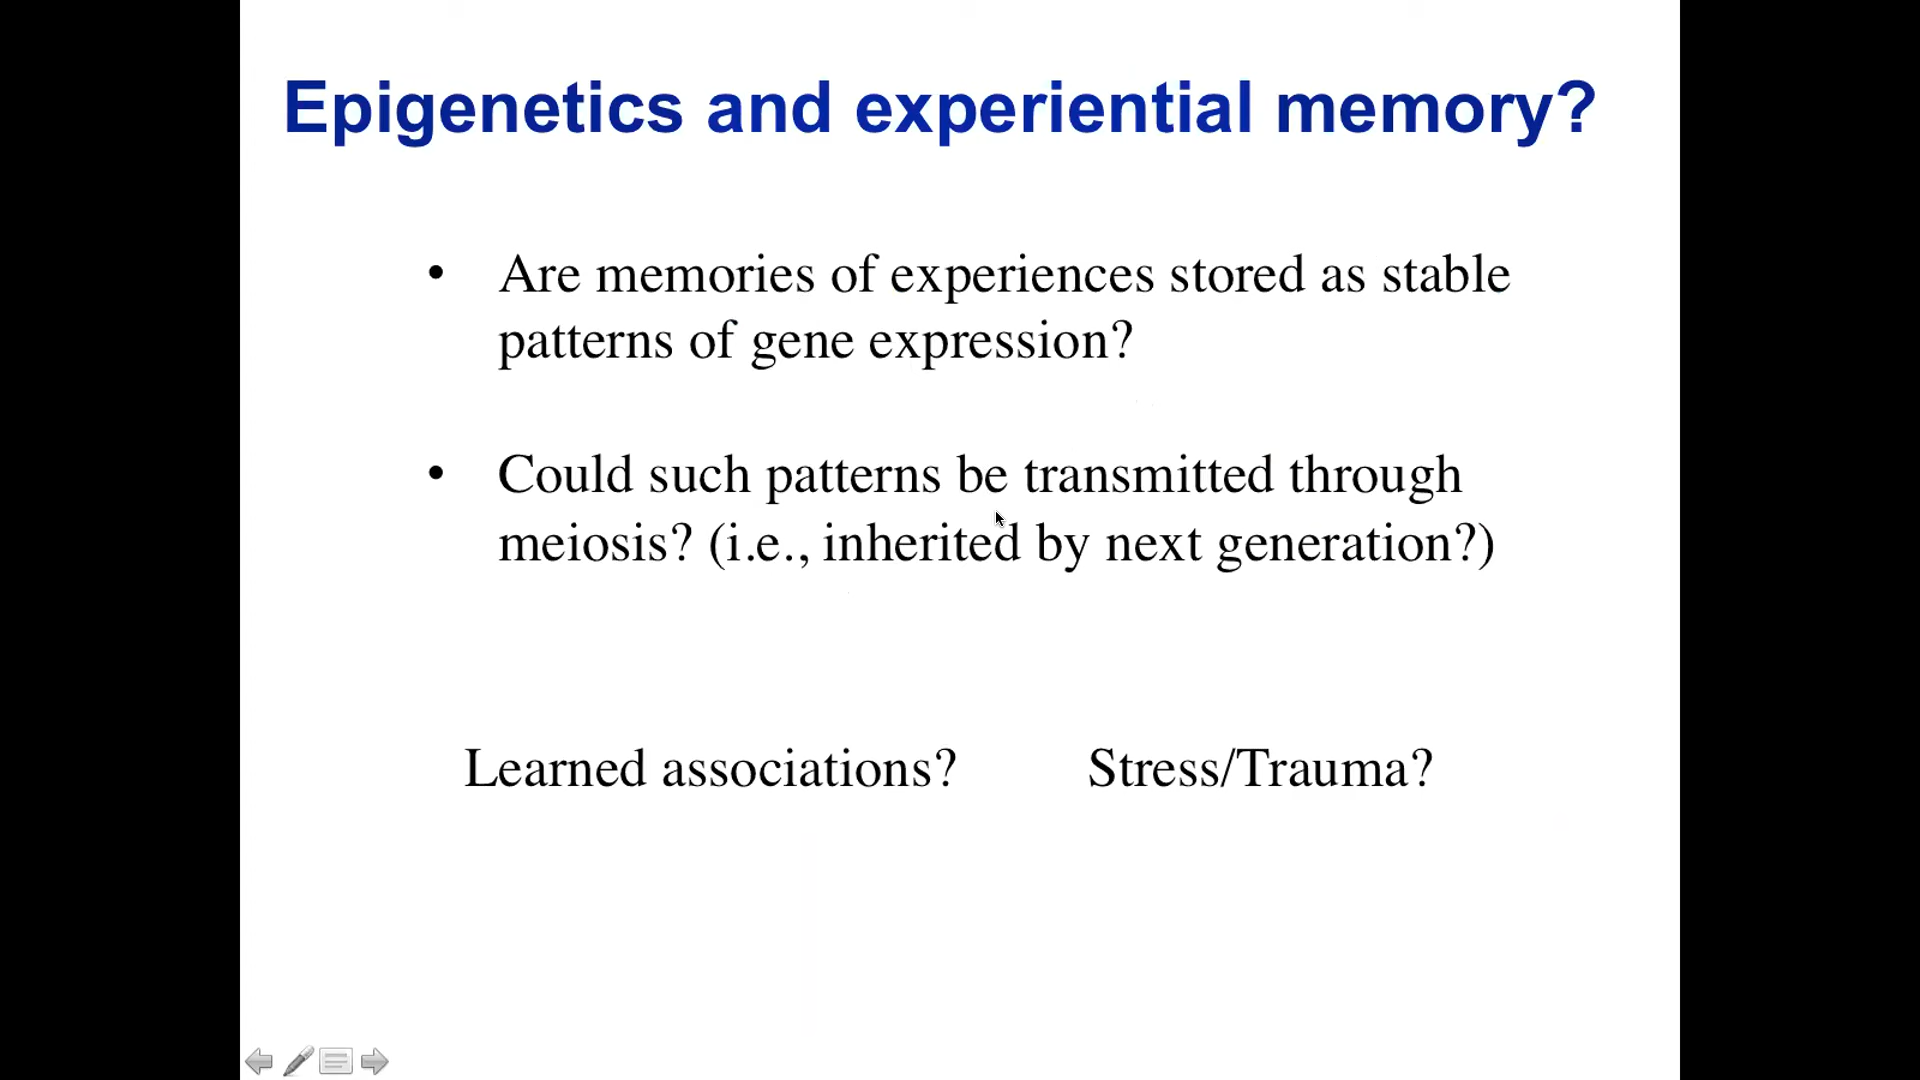 Epigenetics and experiential memory?
• Are memories of experiences stored as stable
patterns of gene expression?
• Could such patterns be transmitted through
meiosis? (i.e., inherited by next generation?)
Learned associations? Stress/Trauma?